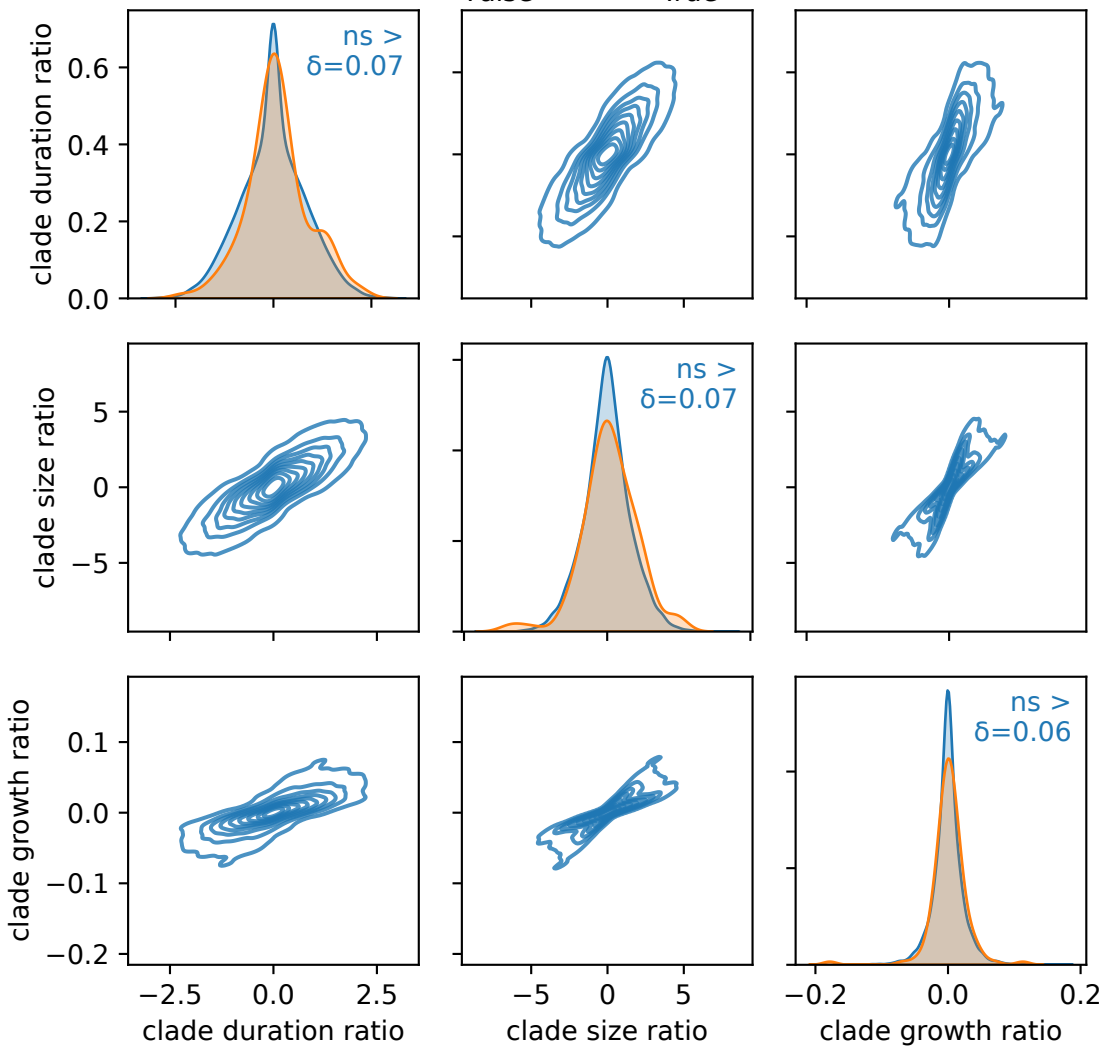 ns >
δ=0.07
clade duration ratio
0.6
0.4
0.2
0.0
ns >
δ=0.07
clade size ratio
5
0
−5
ns >
δ=0.06
clade growth ratio
0.1
0.0
−0.1
−0.2
−2.5 0.0 2.5 −5 0 5 −0.2 0.0 0.2
clade duration ratio clade size ratio clade growth ratio